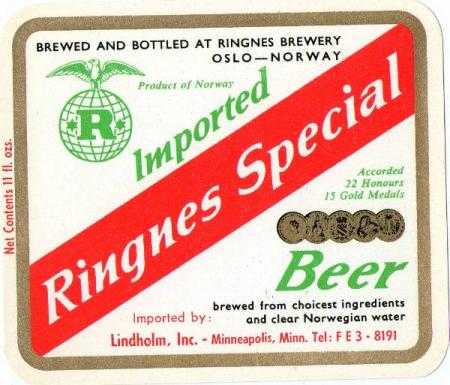 BREWED AND BOTTLED AT RINGNES BREWERY
OSLO—NORWAY
Product of Norway
R
Imported
Ringnes Special
Accorded
22 Honours
15 Gold Medals
Beer
brewed from choicest ingredients
and clear Norwegian water
Imported by:
Lindholm, Inc. - Minneapolis, Minn. Tel: F E 3 - 8191
Net Contents 11 fl. ozs.